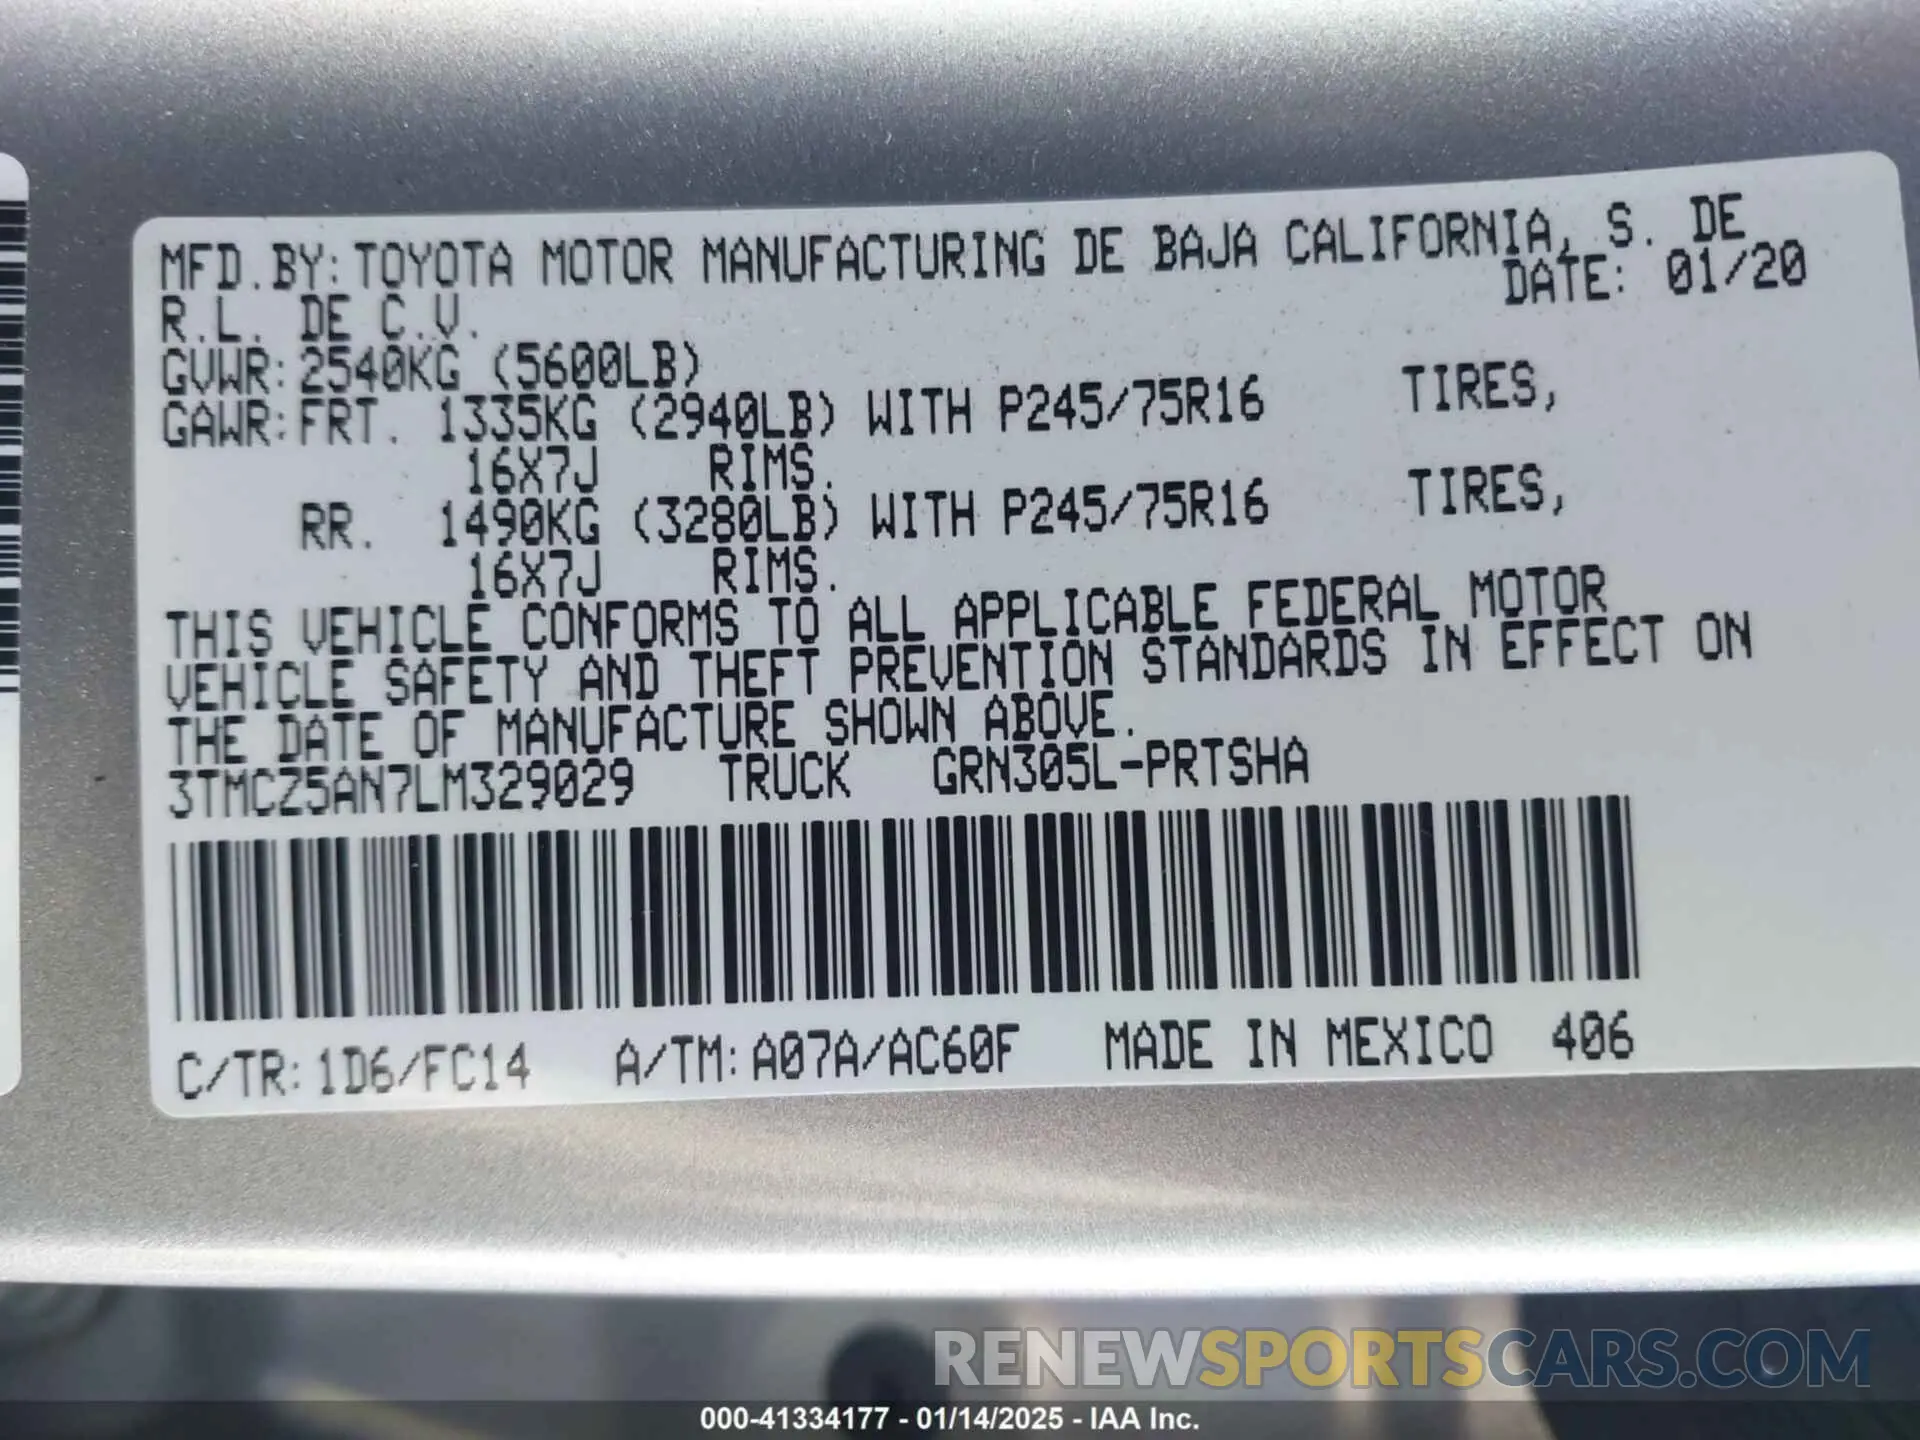 MFD.BY: TOYOTA MOTOR MANUFACTURING DE BAJA CALIFORNIA, S. DE
R.L. DE C.V. DATE: 01/20
GVWR: 2540KG (5600LB)
GAWR: FRT. 1335KG (2940LB) WITH P245/75R16 TIRES,
16X7J RIMS.
RR. 1490KG (3280LB) WITH P245/75R16 TIRES,
16X7J RIMS.
THIS VEHICLE CONFORMS TO ALL APPLICABLE FEDERAL MOTOR
VEHICLE SAFETY AND THEFT PREVENTION STANDARDS IN EFFECT ON
THE DATE OF MANUFACTURE SHOWN ABOVE.
3TMCZ5AN7LM329029 TRUCK GRN305L-PRTSHA
C/TR: 1D6/FC14 A/TM: A07A/AC60F MADE IN MEXICO 406
RENEWSPORTSCARS.COM
000-41334177 - 01/14/2025 - IAA Inc.